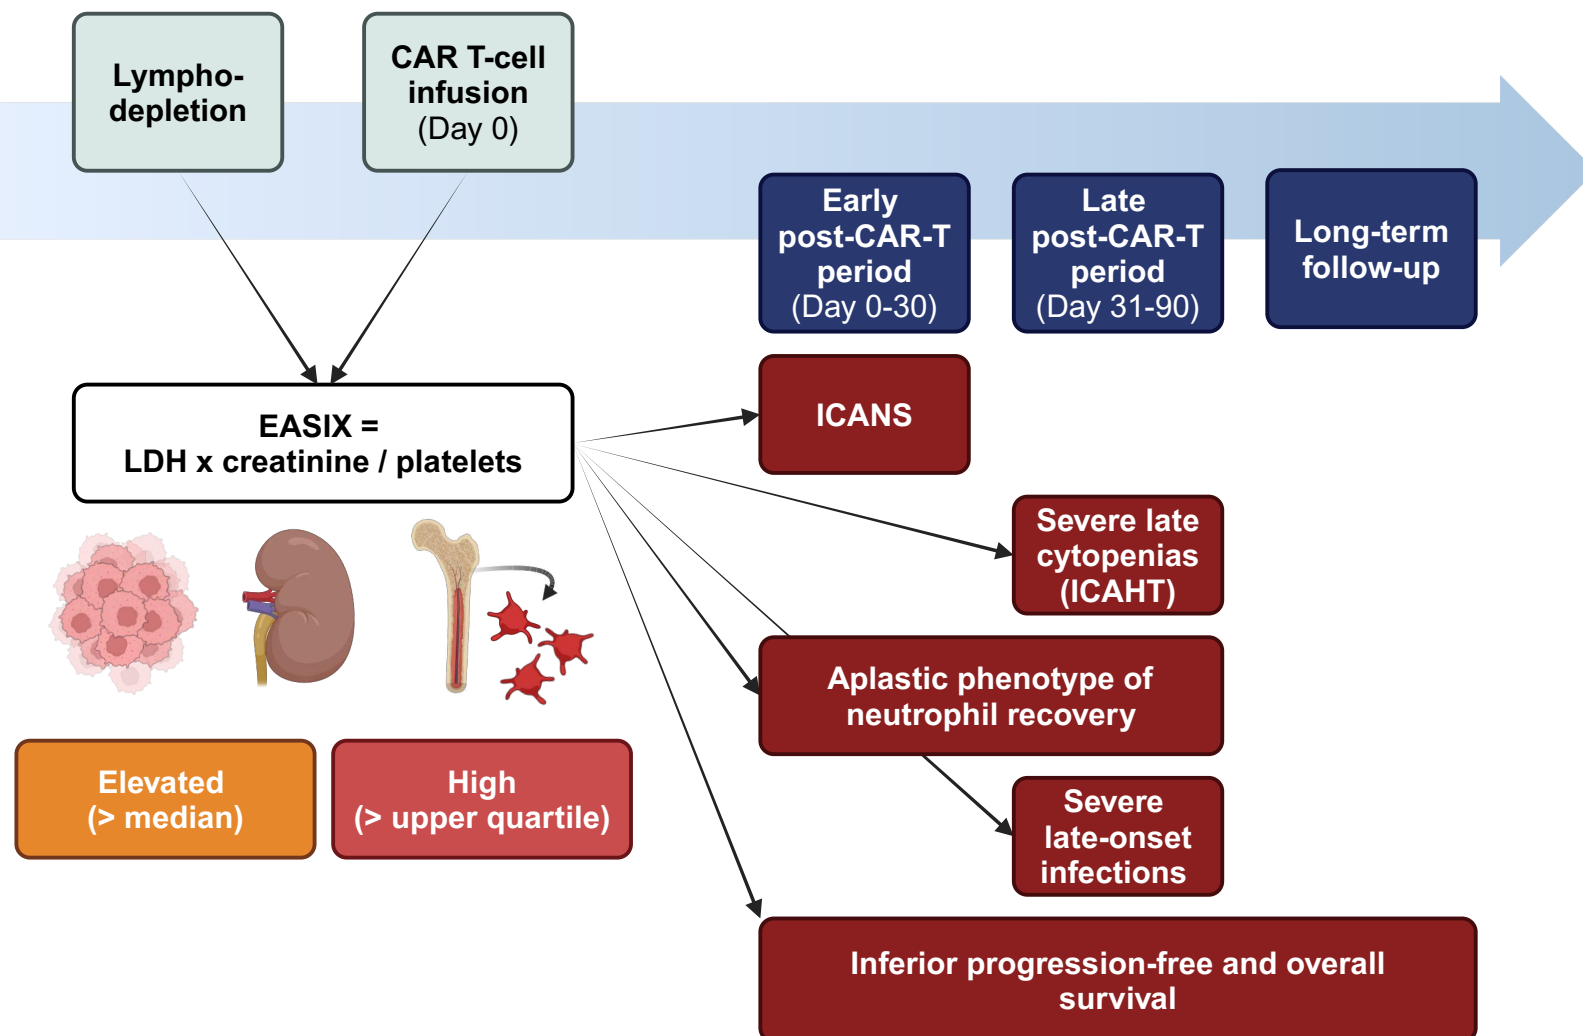 Lympho-
depletion
CAR T-cell
infusion
(Day 0)
Early
post-CAR-T
period
(Day 0-30)
Late
post-CAR-T
period
(Day 31-90)
Long-term
follow-up
EASIX =
LDH x creatinine / platelets
ICANS
Severe late
cytopenias
(ICAHT)
Aplastic phenotype of
neutrophil recovery
Elevated
(> median)
High
(> upper quartile)
Severe
late-onset
infections
Inferior progression-free and overall
survival